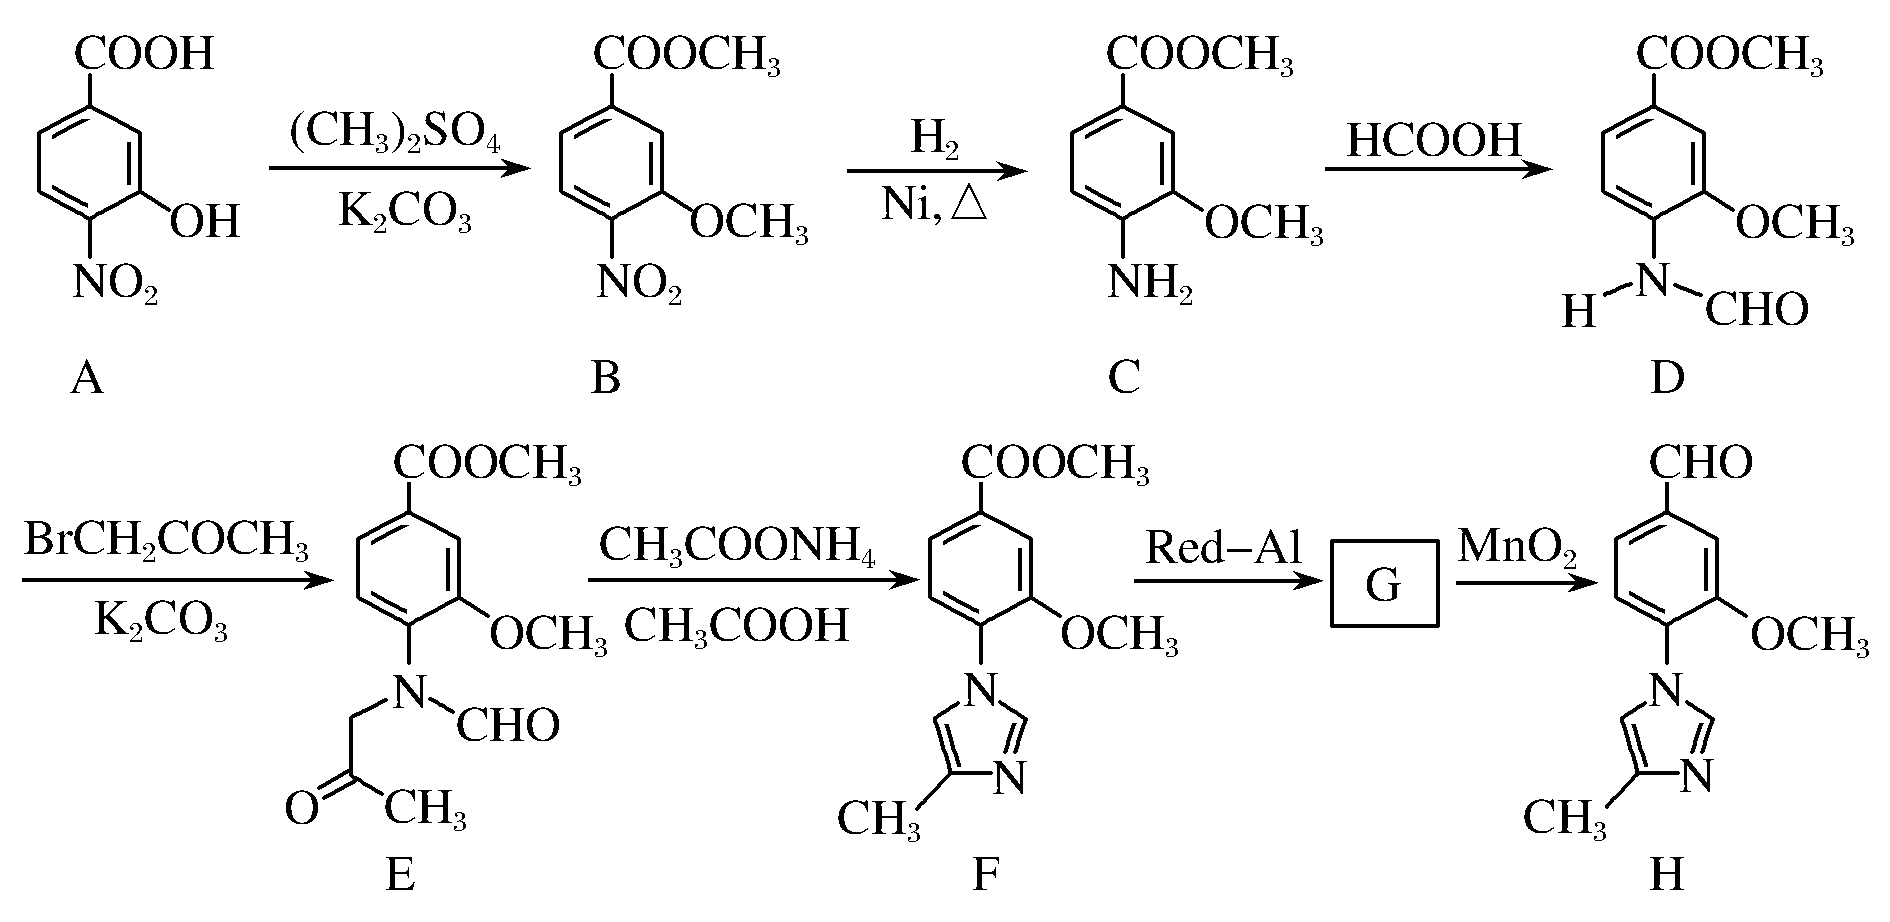 COOH COOCH₃ COOCH₃ COOCH₃
(CH₃)₂SO₄ H₂ HCOOH
K₂CO₃ Ni, △
OH OCH₃ OCH₃ OCH₃
NO₂ NO₂ NH₂ H N CHO
A B C D
COOCH₃ COOCH₃ CHO
BrCH₂COCH₃ CH₃COONH₄ Red−Al G MnO₂
K₂CO₃ CH₃COOH
OCH₃ OCH₃ OCH₃
N CHO N N
O CH₃ N N
CH₃ CH₃
E F H